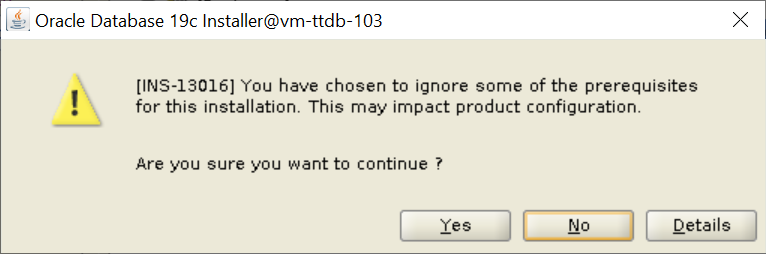 Oracle Database 19c Installer@vm-ttdb-103
[INS-13016] You have chosen to ignore some of the prerequisites
for this installation. This may impact product configuration.
Are you sure you want to continue ?
Yes No Details